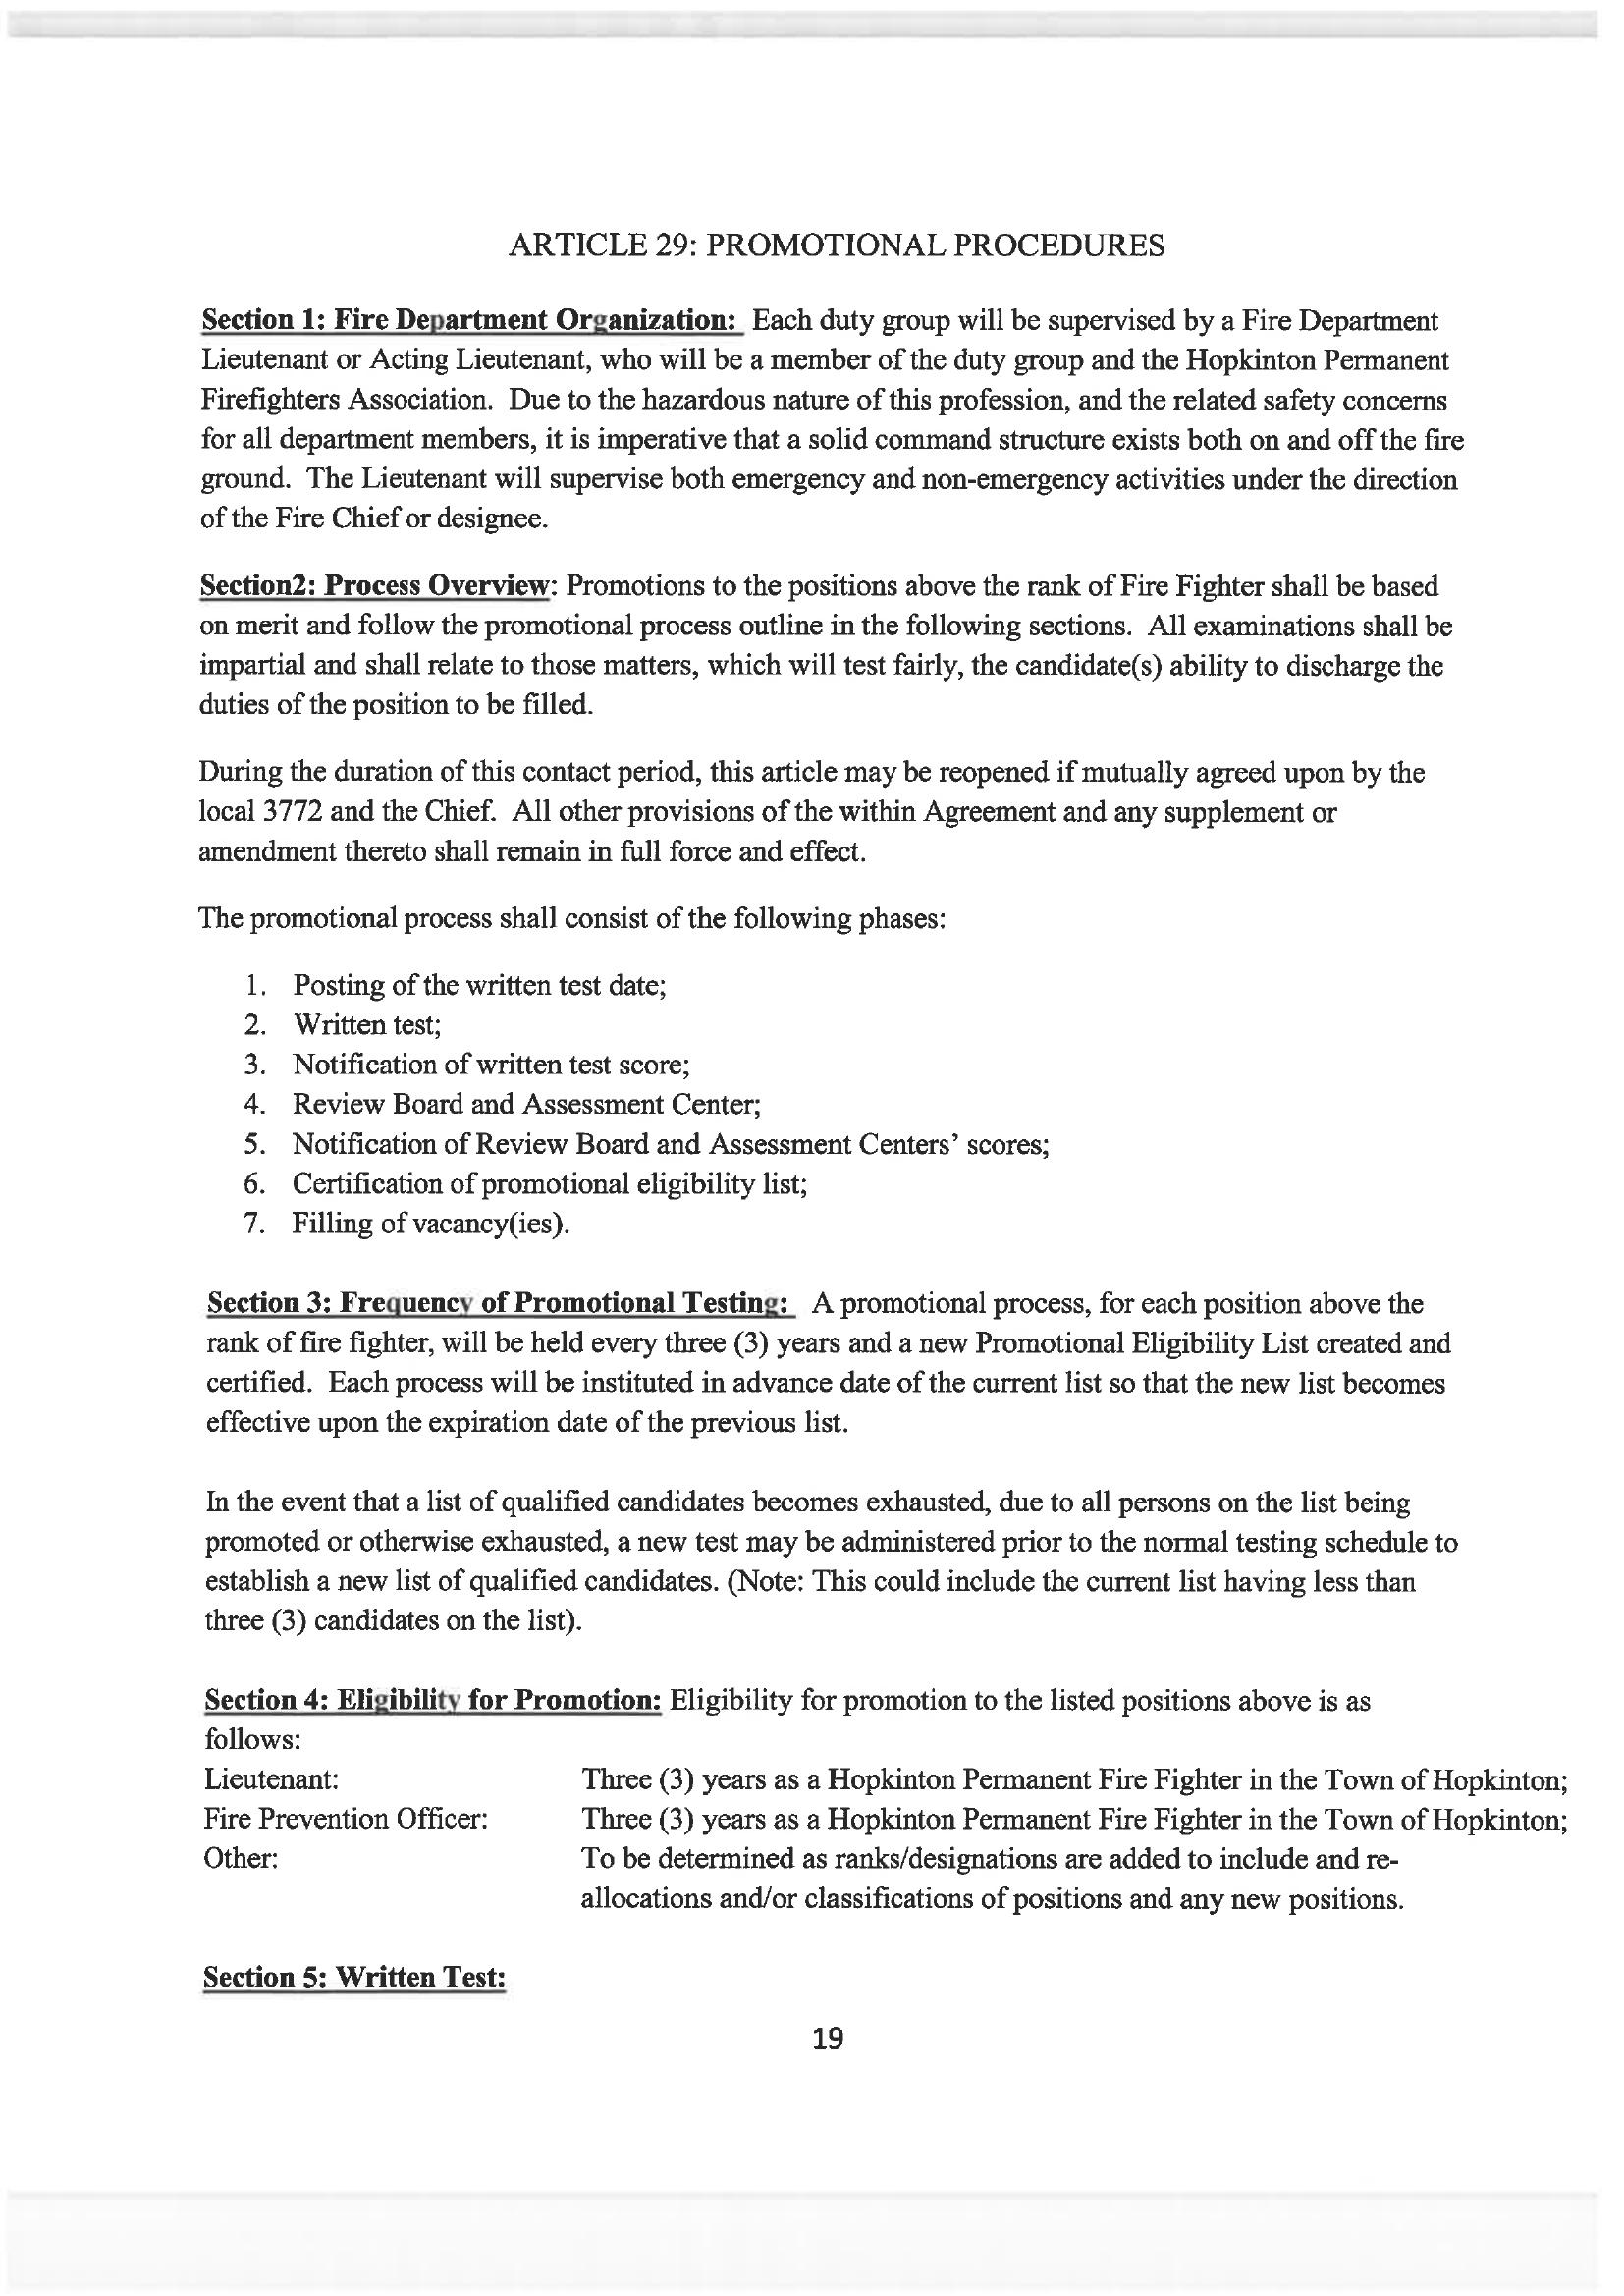 ARTICLE 29: PROMOTIONAL PROCEDURES
Section 1: Fire Department Organization: Each duty group will be supervised by a Fire Department
Lieutenant or Acting Lieutenant, who will be a member of the duty group and the Hopkinton Permanent
Firefighters Association. Due to the hazardous nature of this profession, and the related safety concerns
for all department members, it is imperative that a solid command structure exists both on and off the fire
ground. The Lieutenant will supervise both emergency and non-emergency activities under the direction
of the Fire Chief or designee.
Section2: Process Overview: Promotions to the positions above the rank of Fire Fighter shall be based
on merit and follow the promotional process outline in the following sections. All examinations shall be
impartial and shall relate to those matters, which will test fairly, the candidate(s) ability to discharge the
duties of the position to be filled.
During the duration of this contact period, this article may be reopened if mutually agreed upon by the
local 3772 and the Chief. All other provisions of the within Agreement and any supplement or
amendment thereto shall remain in full force and effect.
The promotional process shall consist of the following phases:
1. Posting of the written test date;
2. Written test;
3. Notification of written test score;
4. Review Board and Assessment Center;
5. Notification of Review Board and Assessment Centers’ scores;
6. Certification of promotional eligibility list;
7. Filling of vacancy(ies).
Section 3: Frequency of Promotional Testing: A promotional process, for each position above the
rank of fire fighter, will be held every three (3) years and a new Promotional Eligibility List created and
certified. Each process will be instituted in advance date of the current list so that the new list becomes
effective upon the expiration date of the previous list.
In the event that a list of qualified candidates becomes exhausted, due to all persons on the list being
promoted or otherwise exhausted, a new test may be administered prior to the normal testing schedule to
establish a new list of qualified candidates. (Note: This could include the current list having less than
three (3) candidates on the list).
Section 4: Eligibility for Promotion: Eligibility for promotion to the listed positions above is as
follows:
Lieutenant: Three (3) years as a Hopkinton Permanent Fire Fighter in the Town of Hopkinton;
Fire Prevention Officer: Three (3) years as a Hopkinton Permanent Fire Fighter in the Town of Hopkinton;
Other: To be determined as ranks/designations are added to include and re-
allocations and/or classifications of positions and any new positions.
Section 5: Written Test:
19